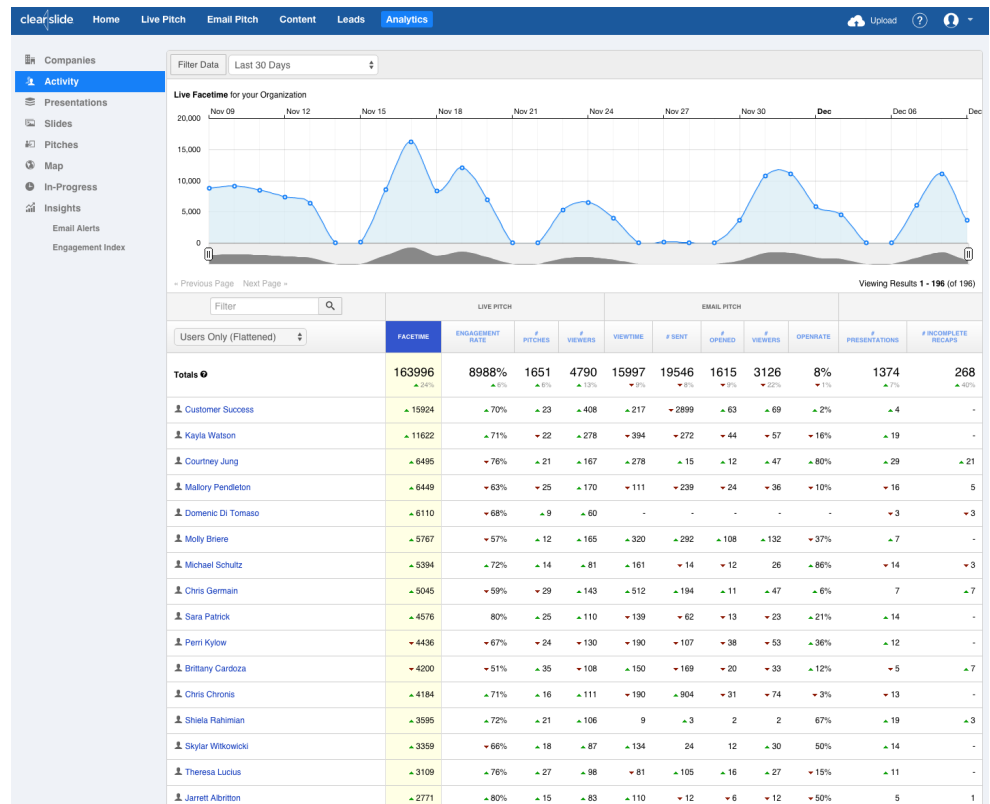 clearslide Home Live Pitch Email Pitch Content Leads Analytics Upload ?
Companies
Activity
Presentations
Slides
Pitches
Map
In-Progress
Insights
Email Alerts
Engagement Index
Filter Data Last 30 Days
Live Facetime for your Organization
Nov 09 Nov 12 Nov 15 Nov 18 Nov 21 Nov 24 Nov 27 Nov 30 Dec Dec 06 Dec
20,000
15,000
10,000
5,000
0
« Previous Page Next Page » Viewing Results 1 - 196 (of 196)
Filter LIVE PITCH EMAIL PITCH
Users Only (Flattened) FACETIME ENGAGEMENT RATE # PITCHES # VIEWERS VIEWTIME # SENT # OPENED # VIEWERS OPENRATE # PRESENTATIONS # INCOMPLETE RECAPS
Totals ? 163996 8988% 1651 4790 15997 19546 1615 3126 8% 1374 268
▲ 24% ▲ 6% ▲ 6% ▲ 13% ▼ 9% ▼ 8% ▼ 9% ▼ 22% ▼ 1% ▲ 7% ▲ 40%
Customer Success ▲ 15924 ▲ 70% ▲ 23 ▲ 408 ▲ 217 ▼ 2899 ▲ 63 ▲ 69 ▲ 2% ▲ 4 -
Kayla Watson ▲ 11622 ▲ 71% ▼ 22 ▲ 278 ▼ 394 ▼ 272 ▼ 44 ▼ 57 ▼ 16% ▲ 19 -
Courtney Jung ▲ 6495 ▼ 76% ▲ 21 ▲ 167 ▲ 278 ▲ 15 ▲ 12 ▲ 47 ▲ 80% ▲ 29 ▲ 21
Mallory Pendleton ▲ 6449 ▼ 63% ▼ 25 ▲ 170 ▼ 111 ▼ 239 ▼ 24 ▼ 36 ▼ 10% ▼ 16 5
Domenic Di Tomaso ▲ 6110 ▼ 68% ▲ 9 ▲ 60 - - - - - ▼ 3 ▼ 3
Molly Briere ▲ 5767 ▼ 57% ▲ 12 ▲ 165 ▲ 320 ▲ 292 ▲ 108 ▲ 132 ▼ 37% ▲ 7 -
Michael Schultz ▲ 5394 ▲ 72% ▲ 14 ▲ 81 ▲ 161 ▼ 14 ▼ 12 26 ▲ 86% ▼ 14 ▼ 3
Chris Germain ▲ 5045 ▼ 59% ▼ 29 ▲ 143 ▲ 512 ▲ 194 ▲ 11 ▲ 47 ▲ 6% 7 ▲ 7
Sara Patrick ▲ 4576 80% ▲ 25 ▲ 110 ▼ 139 ▼ 62 ▼ 13 ▼ 23 ▲ 21% ▲ 14 -
Perri Kylow ▼ 4436 ▼ 67% ▼ 24 ▼ 130 ▼ 190 ▼ 107 ▼ 38 ▼ 53 ▲ 36% ▲ 12 -
Brittany Cardoza ▼ 4200 ▼ 51% ▲ 35 ▼ 108 ▲ 150 ▼ 169 ▼ 20 ▼ 33 ▲ 12% ▼ 5 ▲ 7
Chris Chronis ▲ 4184 ▲ 71% ▲ 16 ▲ 111 ▼ 190 ▲ 904 ▼ 31 ▼ 74 ▼ 3% ▼ 13 -
Shiela Rahimian ▲ 3595 ▲ 72% ▲ 21 ▲ 106 9 ▲ 3 2 2 67% ▲ 19 ▲ 3
Skylar Witkowicki ▲ 3359 ▼ 66% ▲ 18 ▲ 87 ▲ 134 24 12 ▲ 30 50% ▲ 14 -
Theresa Lucius ▲ 3109 ▲ 76% ▲ 27 ▲ 98 ▼ 81 ▲ 105 ▲ 16 ▲ 27 ▼ 15% ▲ 11 -
Jarrett Albritton ▲ 2771 ▲ 80% ▲ 15 ▲ 83 ▲ 110 ▼ 12 ▼ 6 ▼ 12 ▼ 50% 5 1